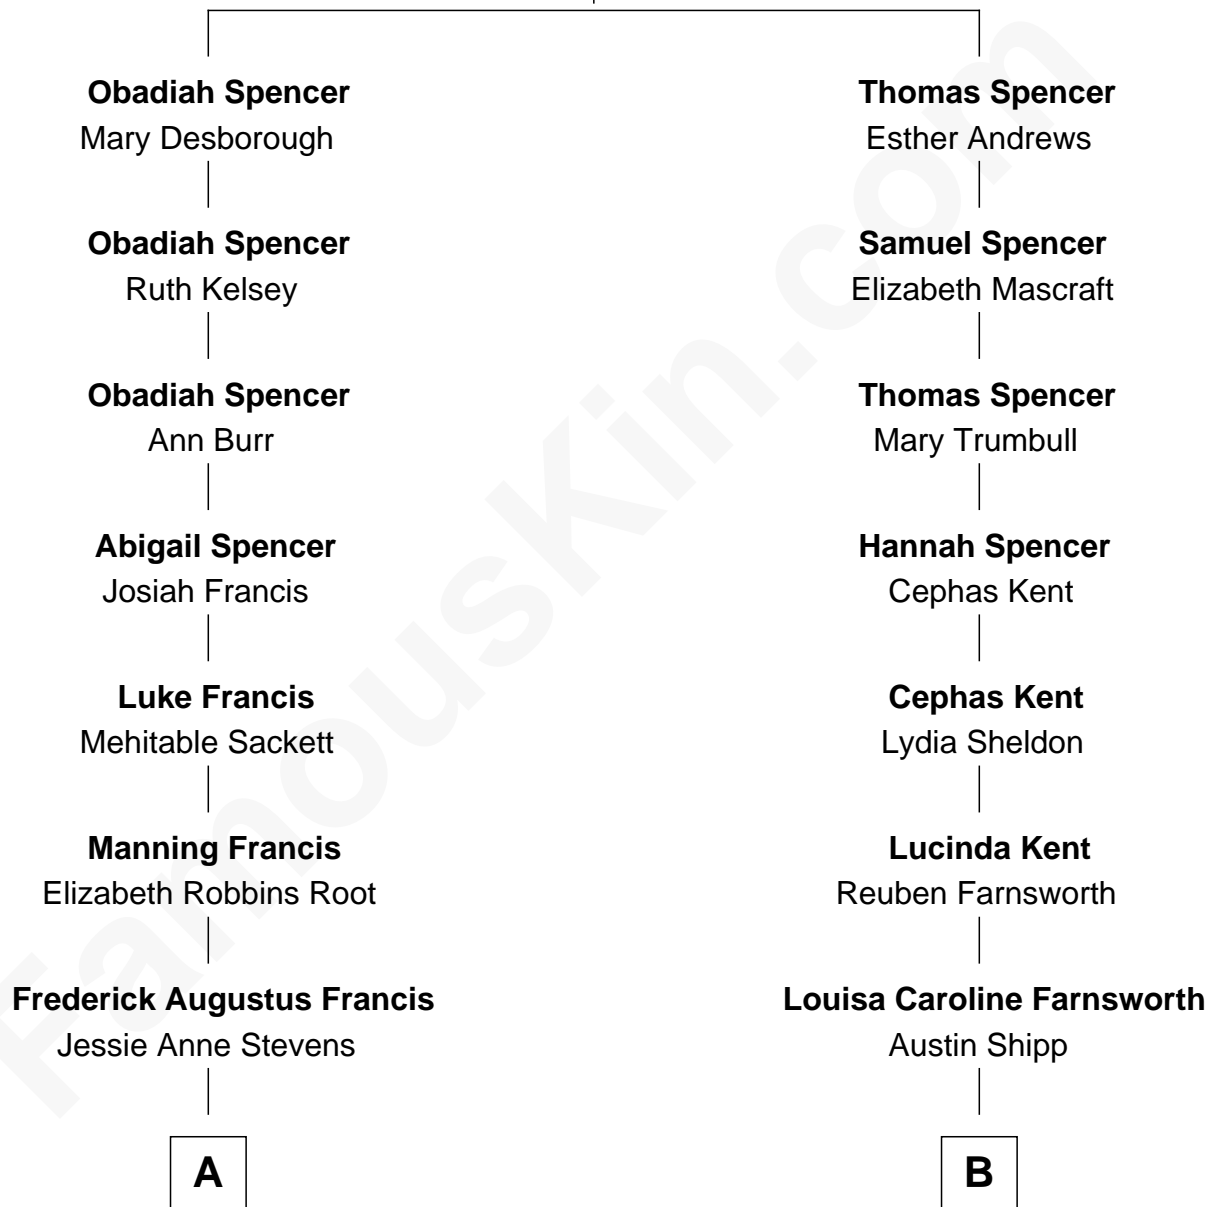 Obadiah Spencer
Mary Desborough
Obadiah Spencer
Ruth Kelsey
Obadiah Spencer
Ann Burr
Abigail Spencer
Josiah Francis
Luke Francis
Mehitable Sackett
Manning Francis
Elizabeth Robbins Root
Frederick Augustus Francis
Jessie Anne Stevens
A
Thomas Spencer
Esther Andrews
Samuel Spencer
Elizabeth Mascraft
Thomas Spencer
Mary Trumbull
Hannah Spencer
Cephas Kent
Cephas Kent
Lydia Sheldon
Lucinda Kent
Reuben Farnsworth
Louisa Caroline Farnsworth
Austin Shipp
B
FamousKin.com